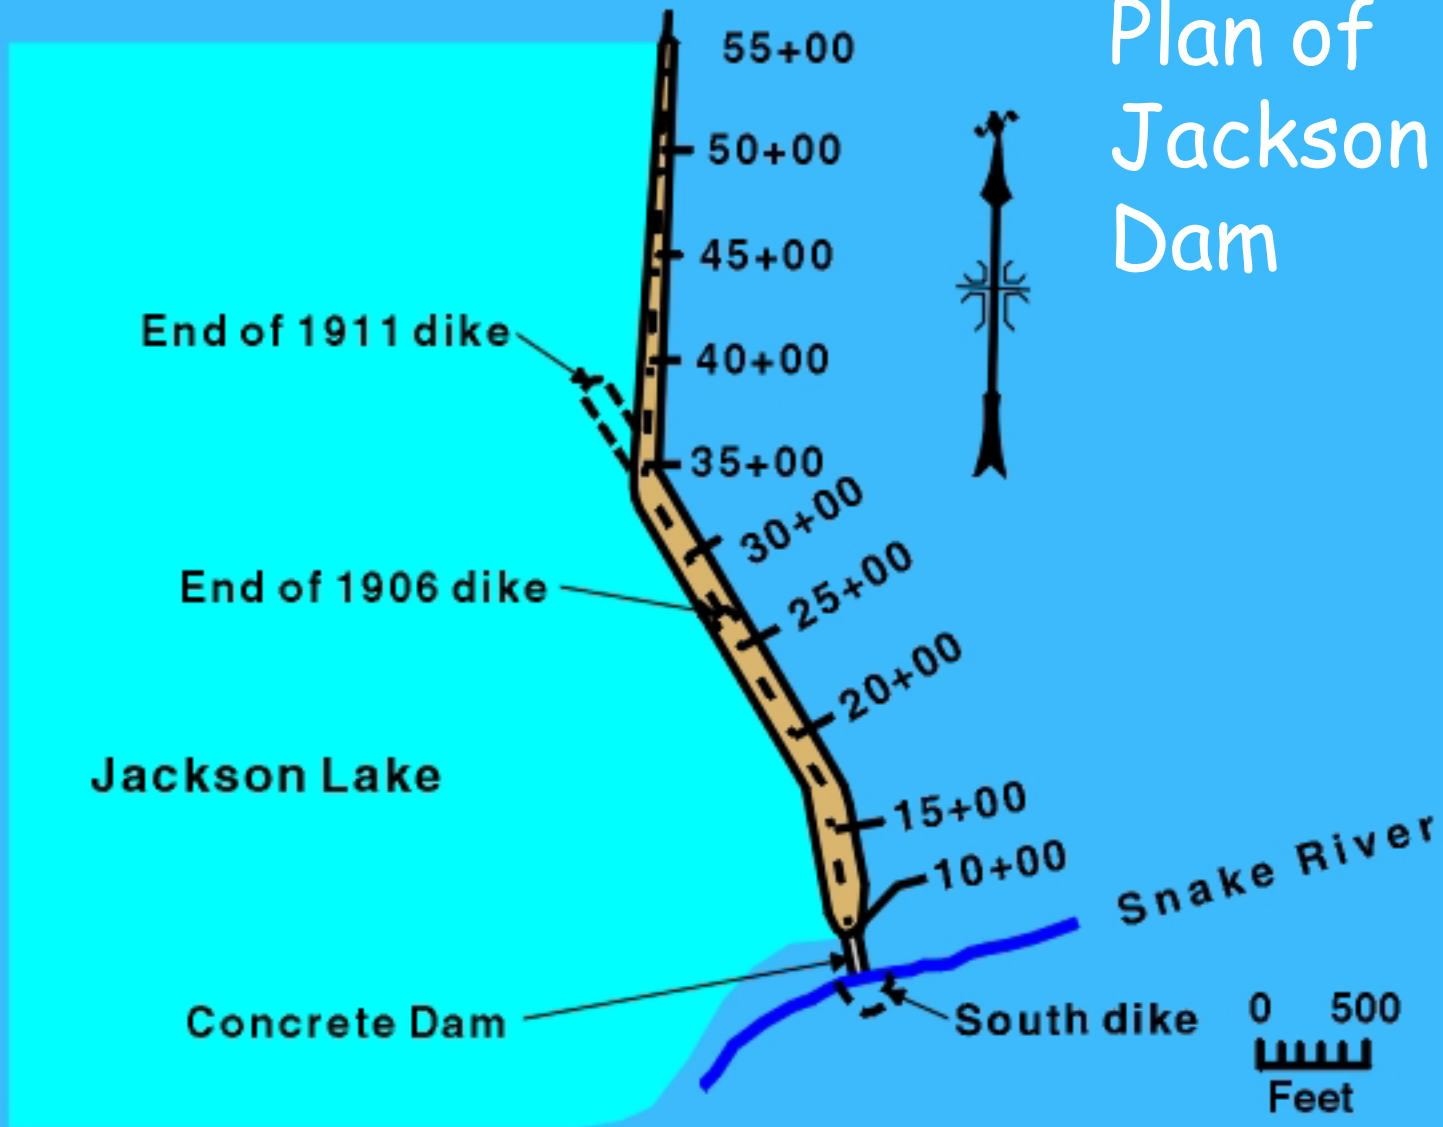 Plan of
Jackson
Dam
55+00
50+00
45+00
End of 1911 dike
40+00
35+00
30+00
25+00
End of 1906 dike
20+00
Jackson Lake
15+00
10+00
Snake River
Concrete Dam
South dike
0 500
Feet